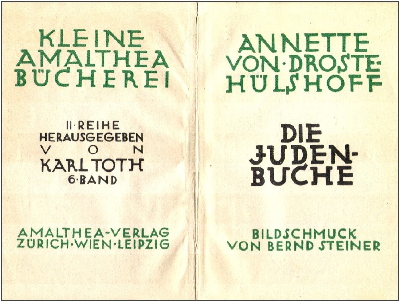 KLEINE
AMALTHEA
BÜCHEREI
II·REIHE
HERAUSGEGEBEN
VON
KARL TOTH
6·BAND
AMALTHEA-VERLAG
ZÜRICH·WIEN·LEIPZIG
ANNETTE
VON·DROSTE-
HÜLSHOFF
DIE
JUDEN-
BUCHE
BILDSCHMUCK
VON BERND STEINER